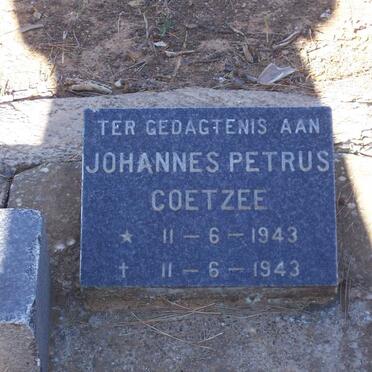 TER GEDAGTENIS AAN
JOHANNES PETRUS
COETZEE
★ 11-6-1943
✝ 11-6-1943